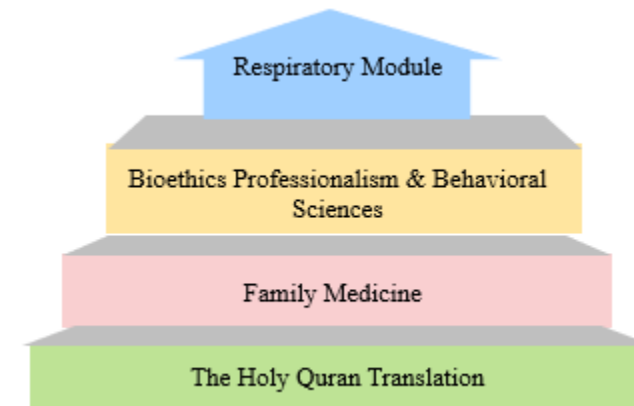 Respiratory Module
Bioethics Professionalism & Behavioral
Sciences
Family Medicine
The Holy Quran Translation